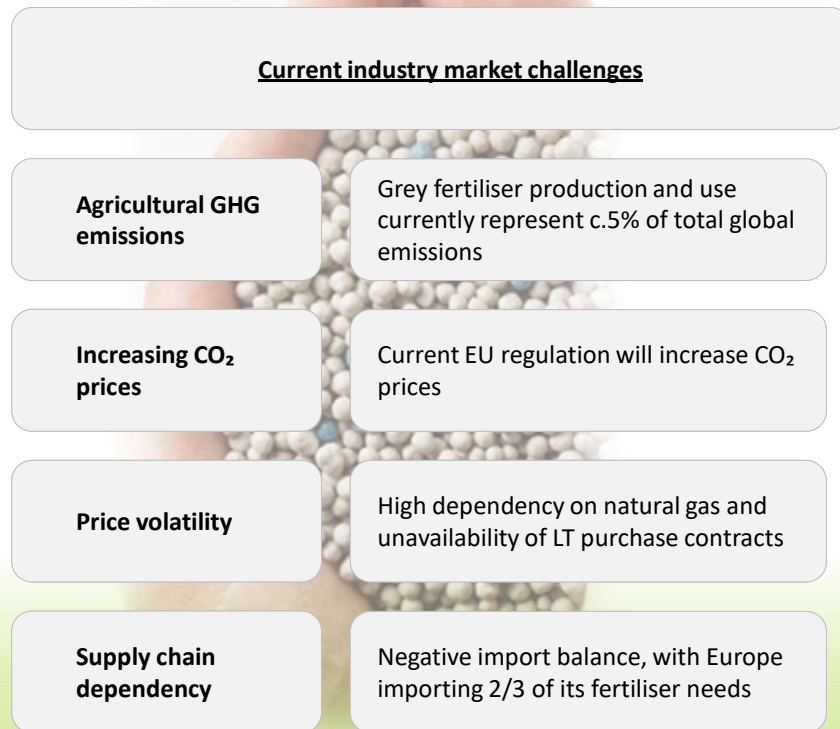 Current industry market challenges
Agricultural GHG
emissions
Grey fertiliser production and use
currently represent c.5% of total global
emissions
Increasing CO₂
prices
Current EU regulation will increase CO₂
prices
Price volatility
High dependency on natural gas and
unavailability of LT purchase contracts
Supply chain
dependency
Negative import balance, with Europe
importing 2/3 of its fertiliser needs